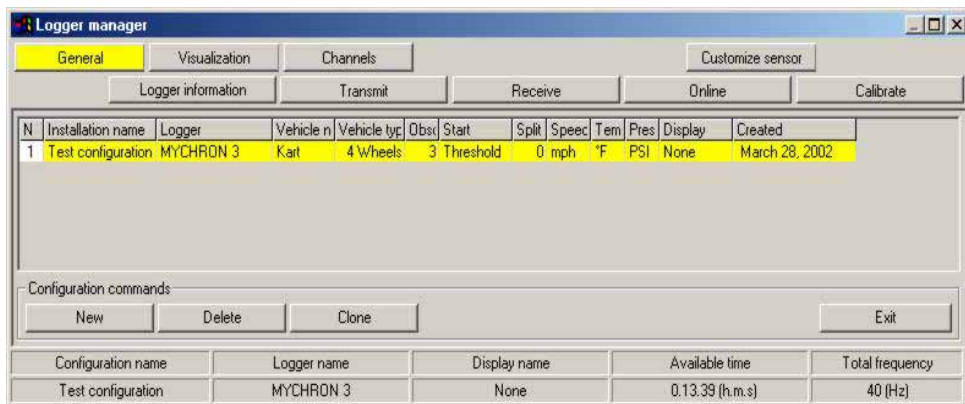 Logger manager
General Visualization Channels Customize sensor
Logger information Transmit Receive Online Calibrate
N Installation name Logger Vehicle n Vehicle typ Obsc Start Split Speec Tem Pres Display Created
1 Test configuration MYCHRON 3 Kart 4 Wheels 3 Threshold 0 mph °F PSI None March 28, 2002
Configuration commands
New Delete Clone Exit
Configuration name Logger name Display name Available time Total frequency
Test configuration MYCHRON 3 None 0.13.39 (h.m.s) 40 (Hz)